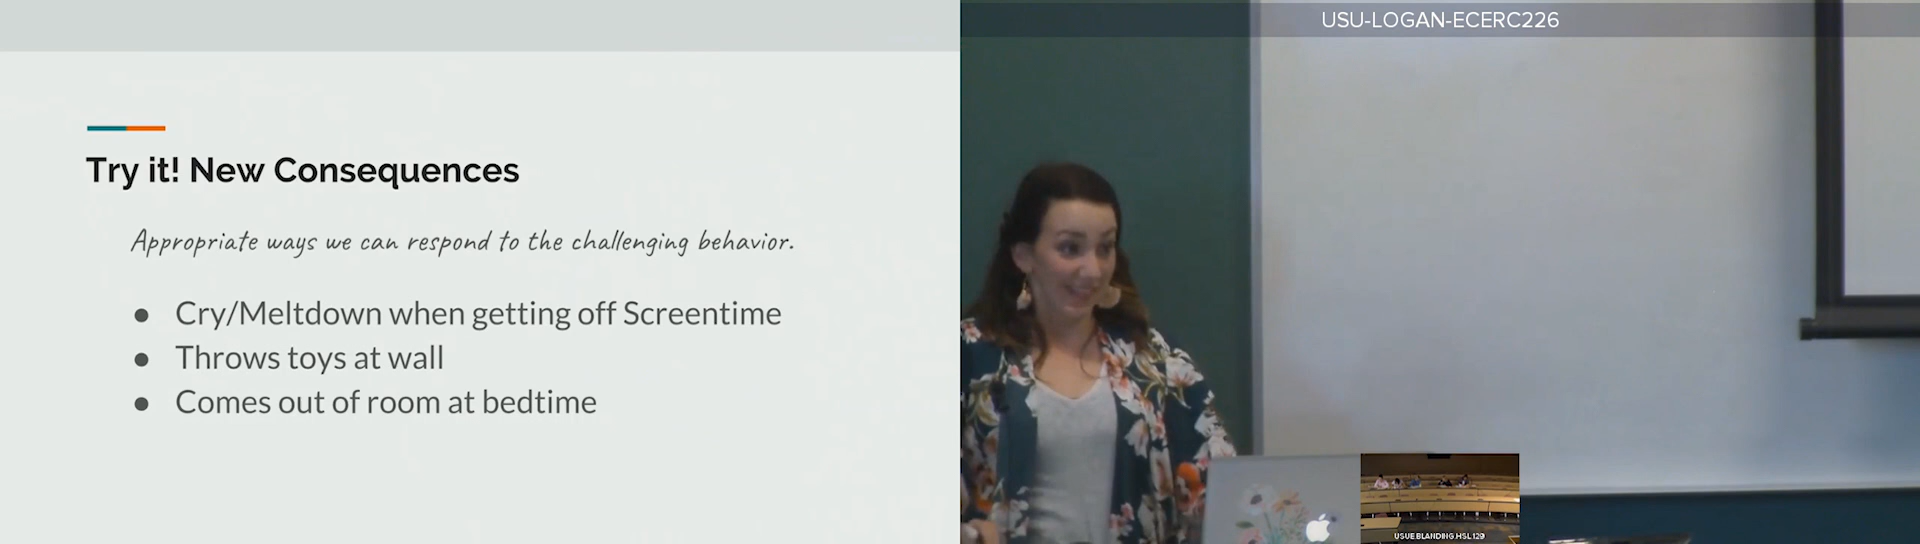 Try it! New Consequences
Appropriate ways we can respond to the challenging behavior.
● Cry/Meltdown when getting off Screentime
● Throws toys at wall
● Comes out of room at bedtime
USU-LOGAN-ECERC226
USUE.BLANDING.HSL.129